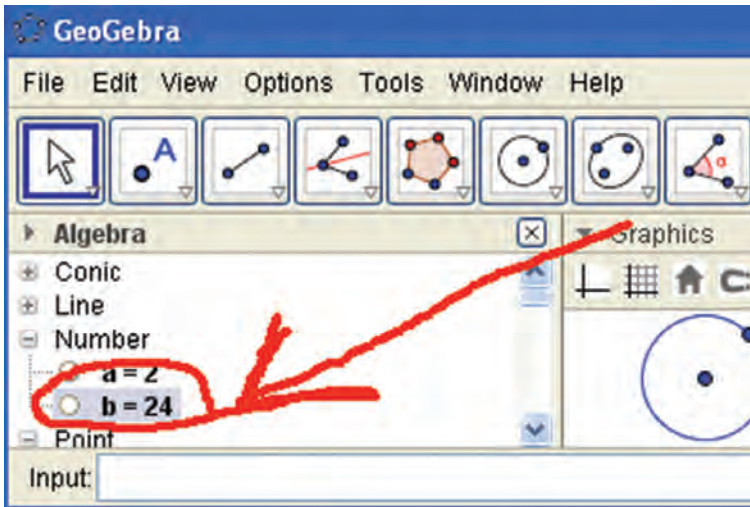 GeoGebra
File Edit View Options Tools Window Help
A
α
Algebra
Graphics
Conic
Line
Number
a = 2
b = 24
Point
Input: